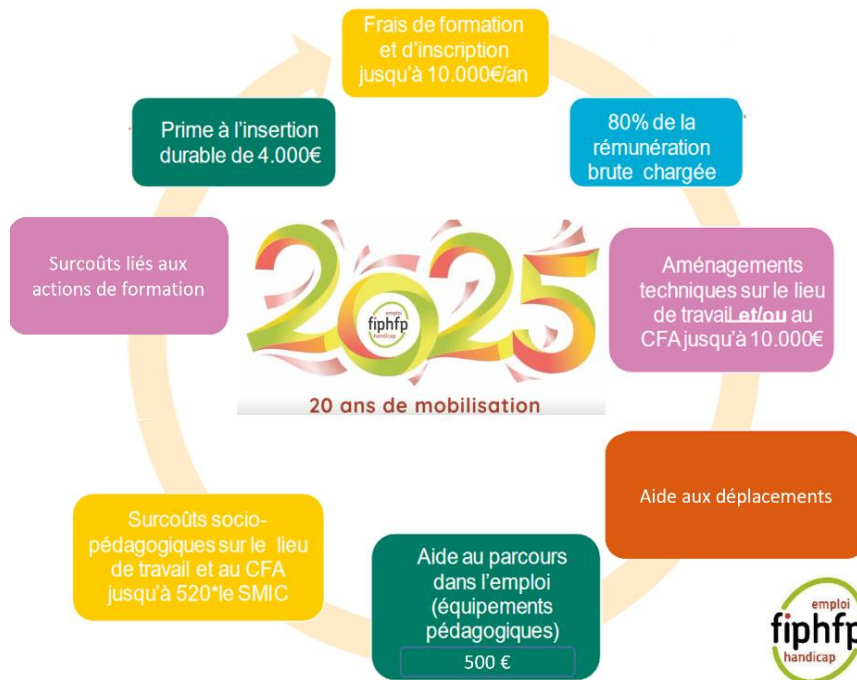 Frais de formation
et d'inscription
jusqu'à 10.000€/an
80% de la
rémunération
brute chargée
Aménagements
techniques sur le lieu
de travail et/ou au
CFA jusqu'à 10.000€
Aide aux déplacements
Aide au parcours
dans l'emploi
(équipements
pédagogiques)
500 €
Surcoûts socio-
pédagogiques sur le lieu
de travail et au CFA
jusqu'à 520*le SMIC
Surcoûts liés aux
actions de formation
Prime à l'insertion
durable de 4.000€
2025
emploi
fiphfp
handicap
20 ans de mobilisation
emploi
fiphfp
handicap